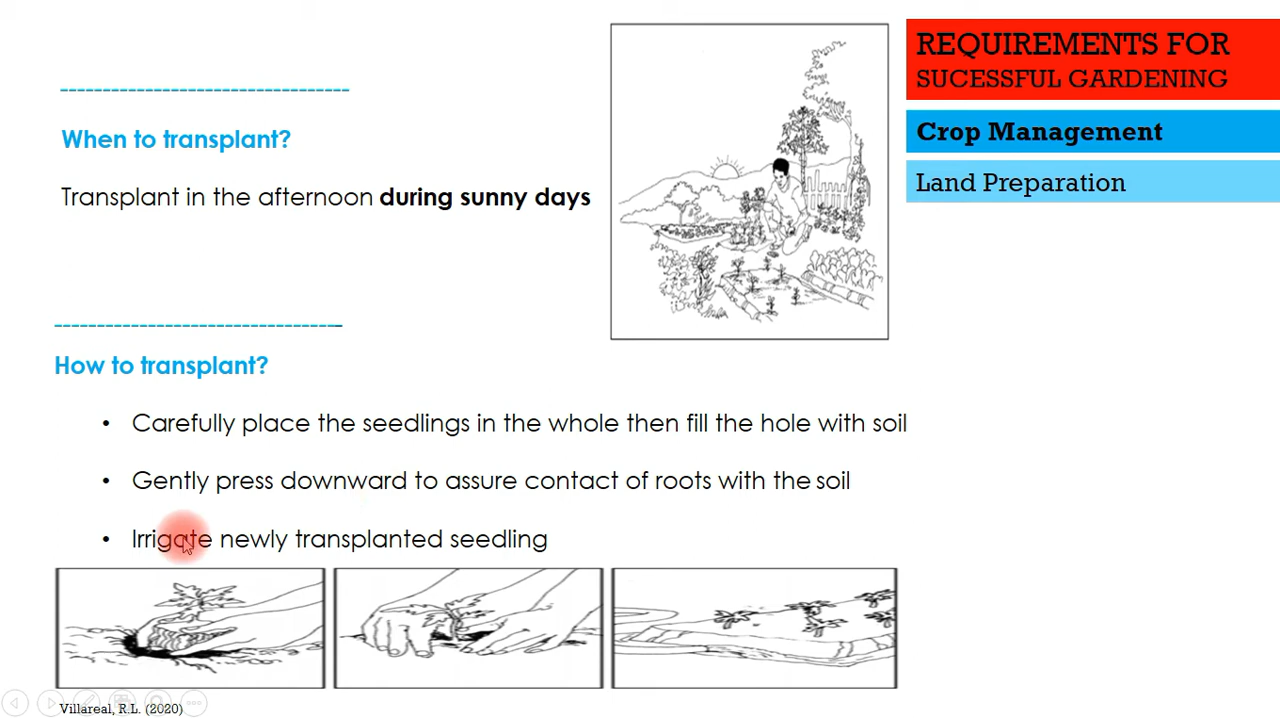 REQUIREMENTS FOR
SUCESSFUL GARDENING
Crop Management
Land Preparation
When to transplant?
Transplant in the afternoon during sunny days
How to transplant?
• Carefully place the seedlings in the whole then fill the hole with soil
• Gently press downward to assure contact of roots with the soil
• Irrigate newly transplanted seedling
Villareal, R.L. (2020)